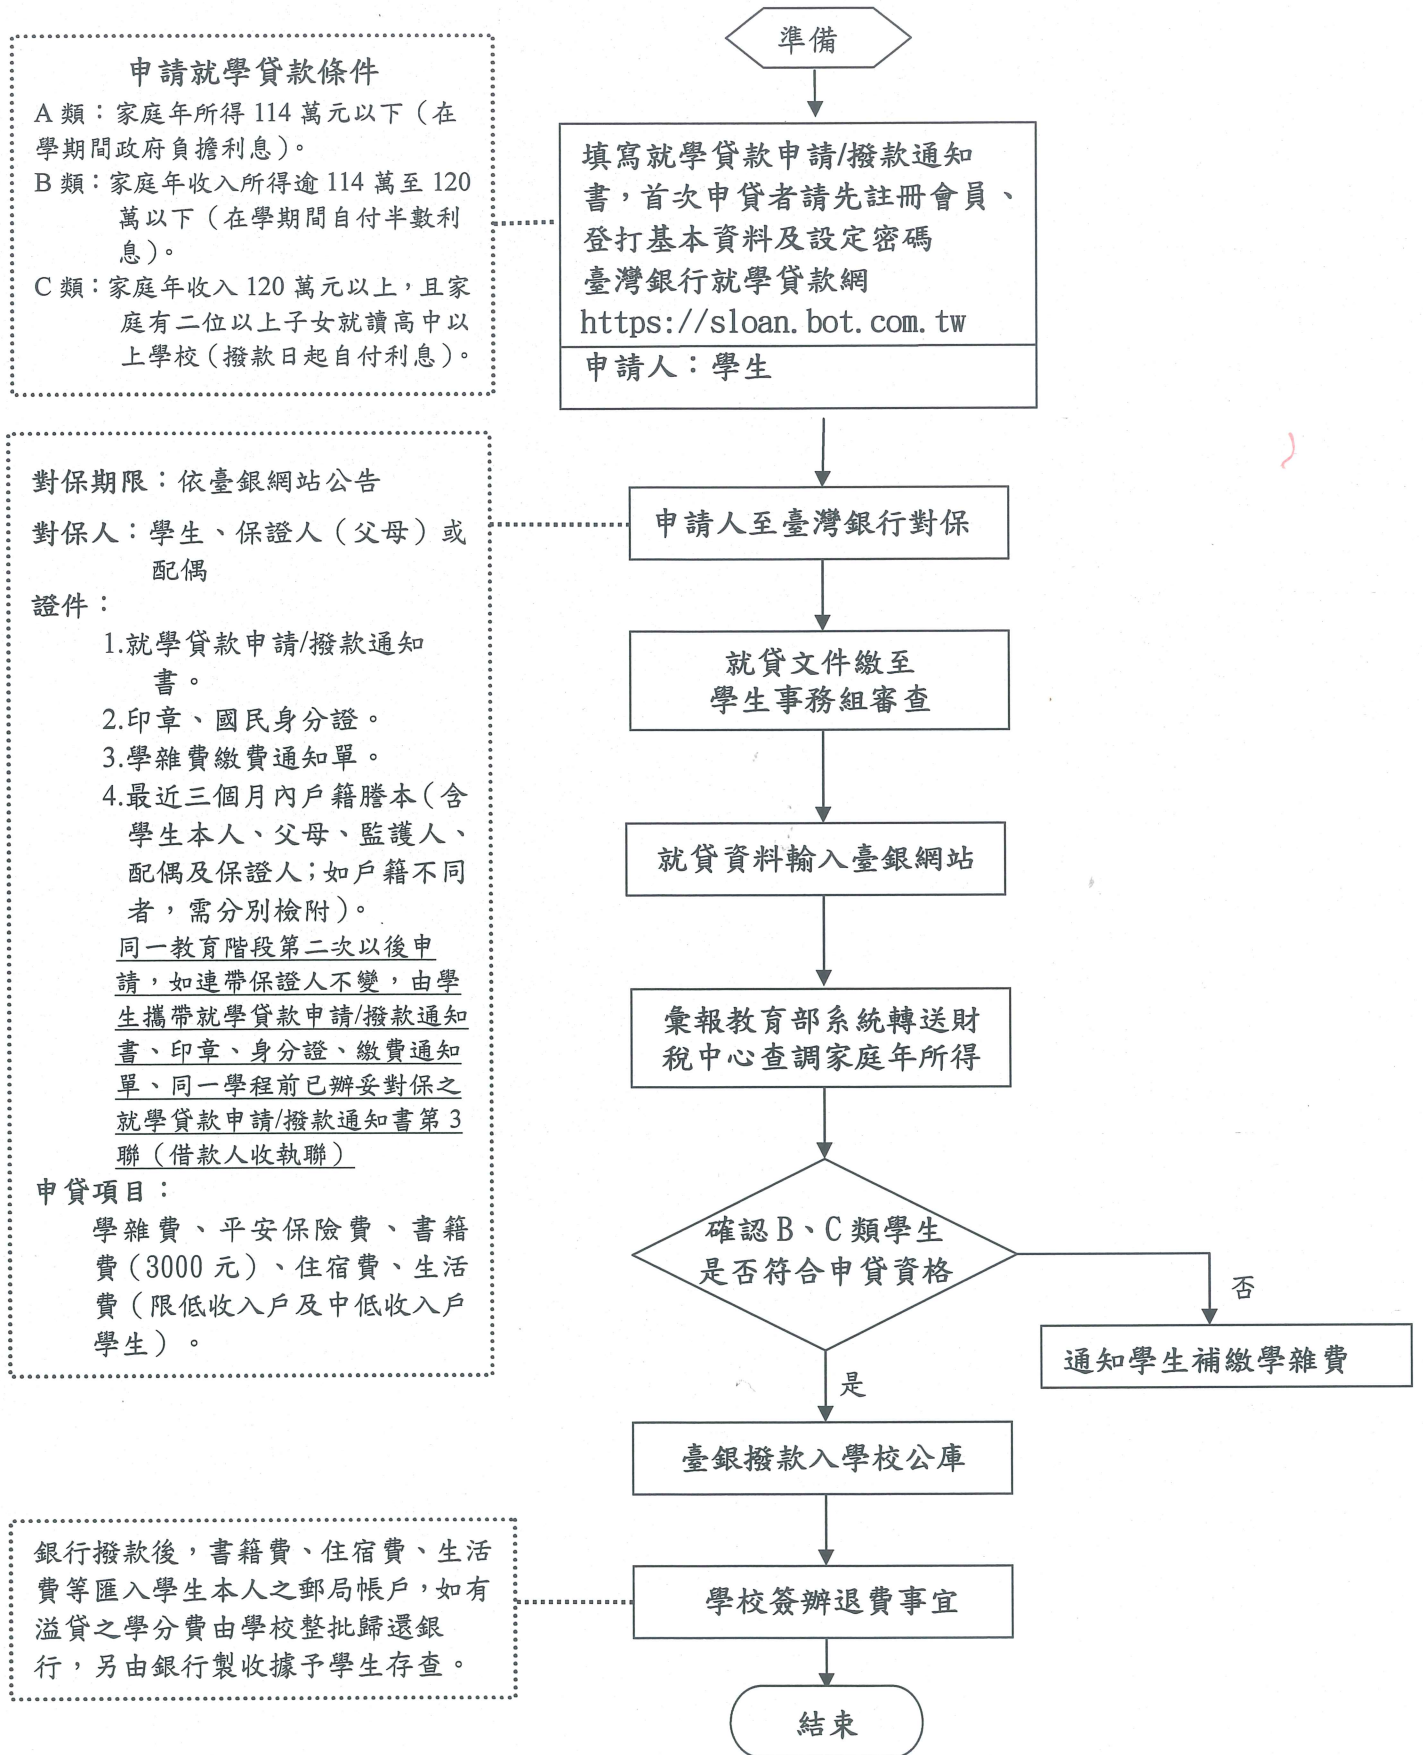 準備
申請就學貸款條件
A 類：家庭年所得 114 萬元以下（在
學期間政府負擔利息）。
B 類：家庭年收入所得逾 114 萬至 120
萬以下（在學期間自付半數利
息）。
C 類：家庭年收入 120 萬元以上，且家
庭有二位以上子女就讀高中以
上學校（撥款日起自付利息）。
填寫就學貸款申請/撥款通知
書，首次申貸者請先註冊會員、
登打基本資料及設定密碼
臺灣銀行就學貸款網
https://sloan.bot.com.tw
申請人：學生
對保期限：依臺銀網站公告
對保人：學生、保證人（父母）或
配偶
證件：
1.就學貸款申請/撥款通知
書。
2.印章、國民身分證。
3.學雜費繳費通知單。
4.最近三個月內戶籍謄本（含
學生本人、父母、監護人、
配偶及保證人；如戶籍不同
者，需分別檢附）。
同一教育階段第二次以後申
請，如連帶保證人不變，由學
生攜帶就學貸款申請/撥款通知
書、印章、身分證、繳費通知
單、同一學程前已辦妥對保之
就學貸款申請/撥款通知書第 3
聯（借款人收執聯）
申貸項目：
學雜費、平安保險費、書籍
費（3000 元）、住宿費、生活
費（限低收入戶及中低收入戶
學生）。
申請人至臺灣銀行對保
就貸文件繳至
學生事務組審查
就貸資料輸入臺銀網站
彙報教育部系統轉送財
稅中心查調家庭年所得
確認 B、C 類學生
是否符合申貸資格
否
通知學生補繳學雜費
是
臺銀撥款入學校公庫
銀行撥款後，書籍費、住宿費、生活
費等匯入學生本人之郵局帳戶，如有
溢貸之學分費由學校整批歸還銀
行，另由銀行製收據予學生存查。
學校簽辦退費事宜
結束